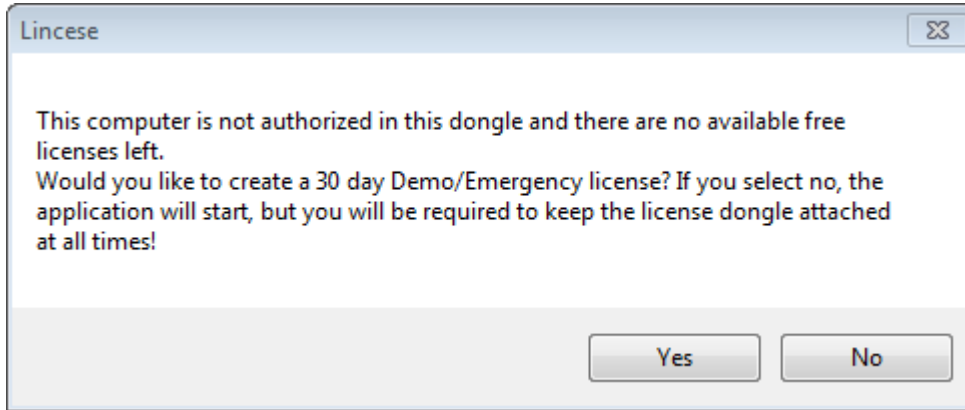 Lincese
This computer is not authorized in this dongle and there are no available free
licenses left.
Would you like to create a 30 day Demo/Emergency license? If you select no, the
application will start, but you will be required to keep the license dongle attached
at all times!
Yes No